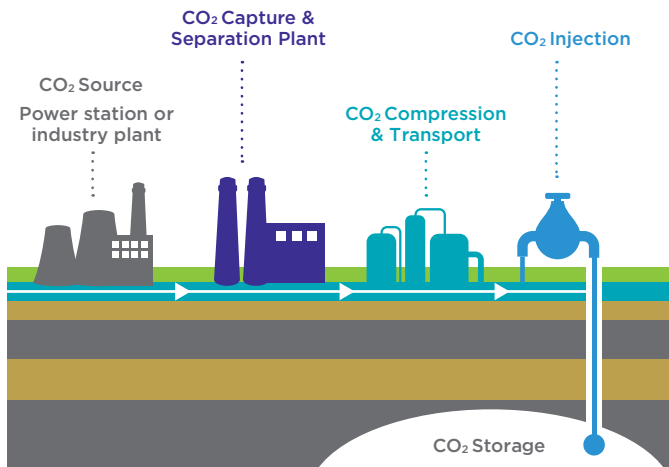 CO₂ Capture &
Separation Plant
CO₂ Injection
CO₂ Source
Power station or
industry plant
CO₂ Compression
& Transport
CO₂ Storage